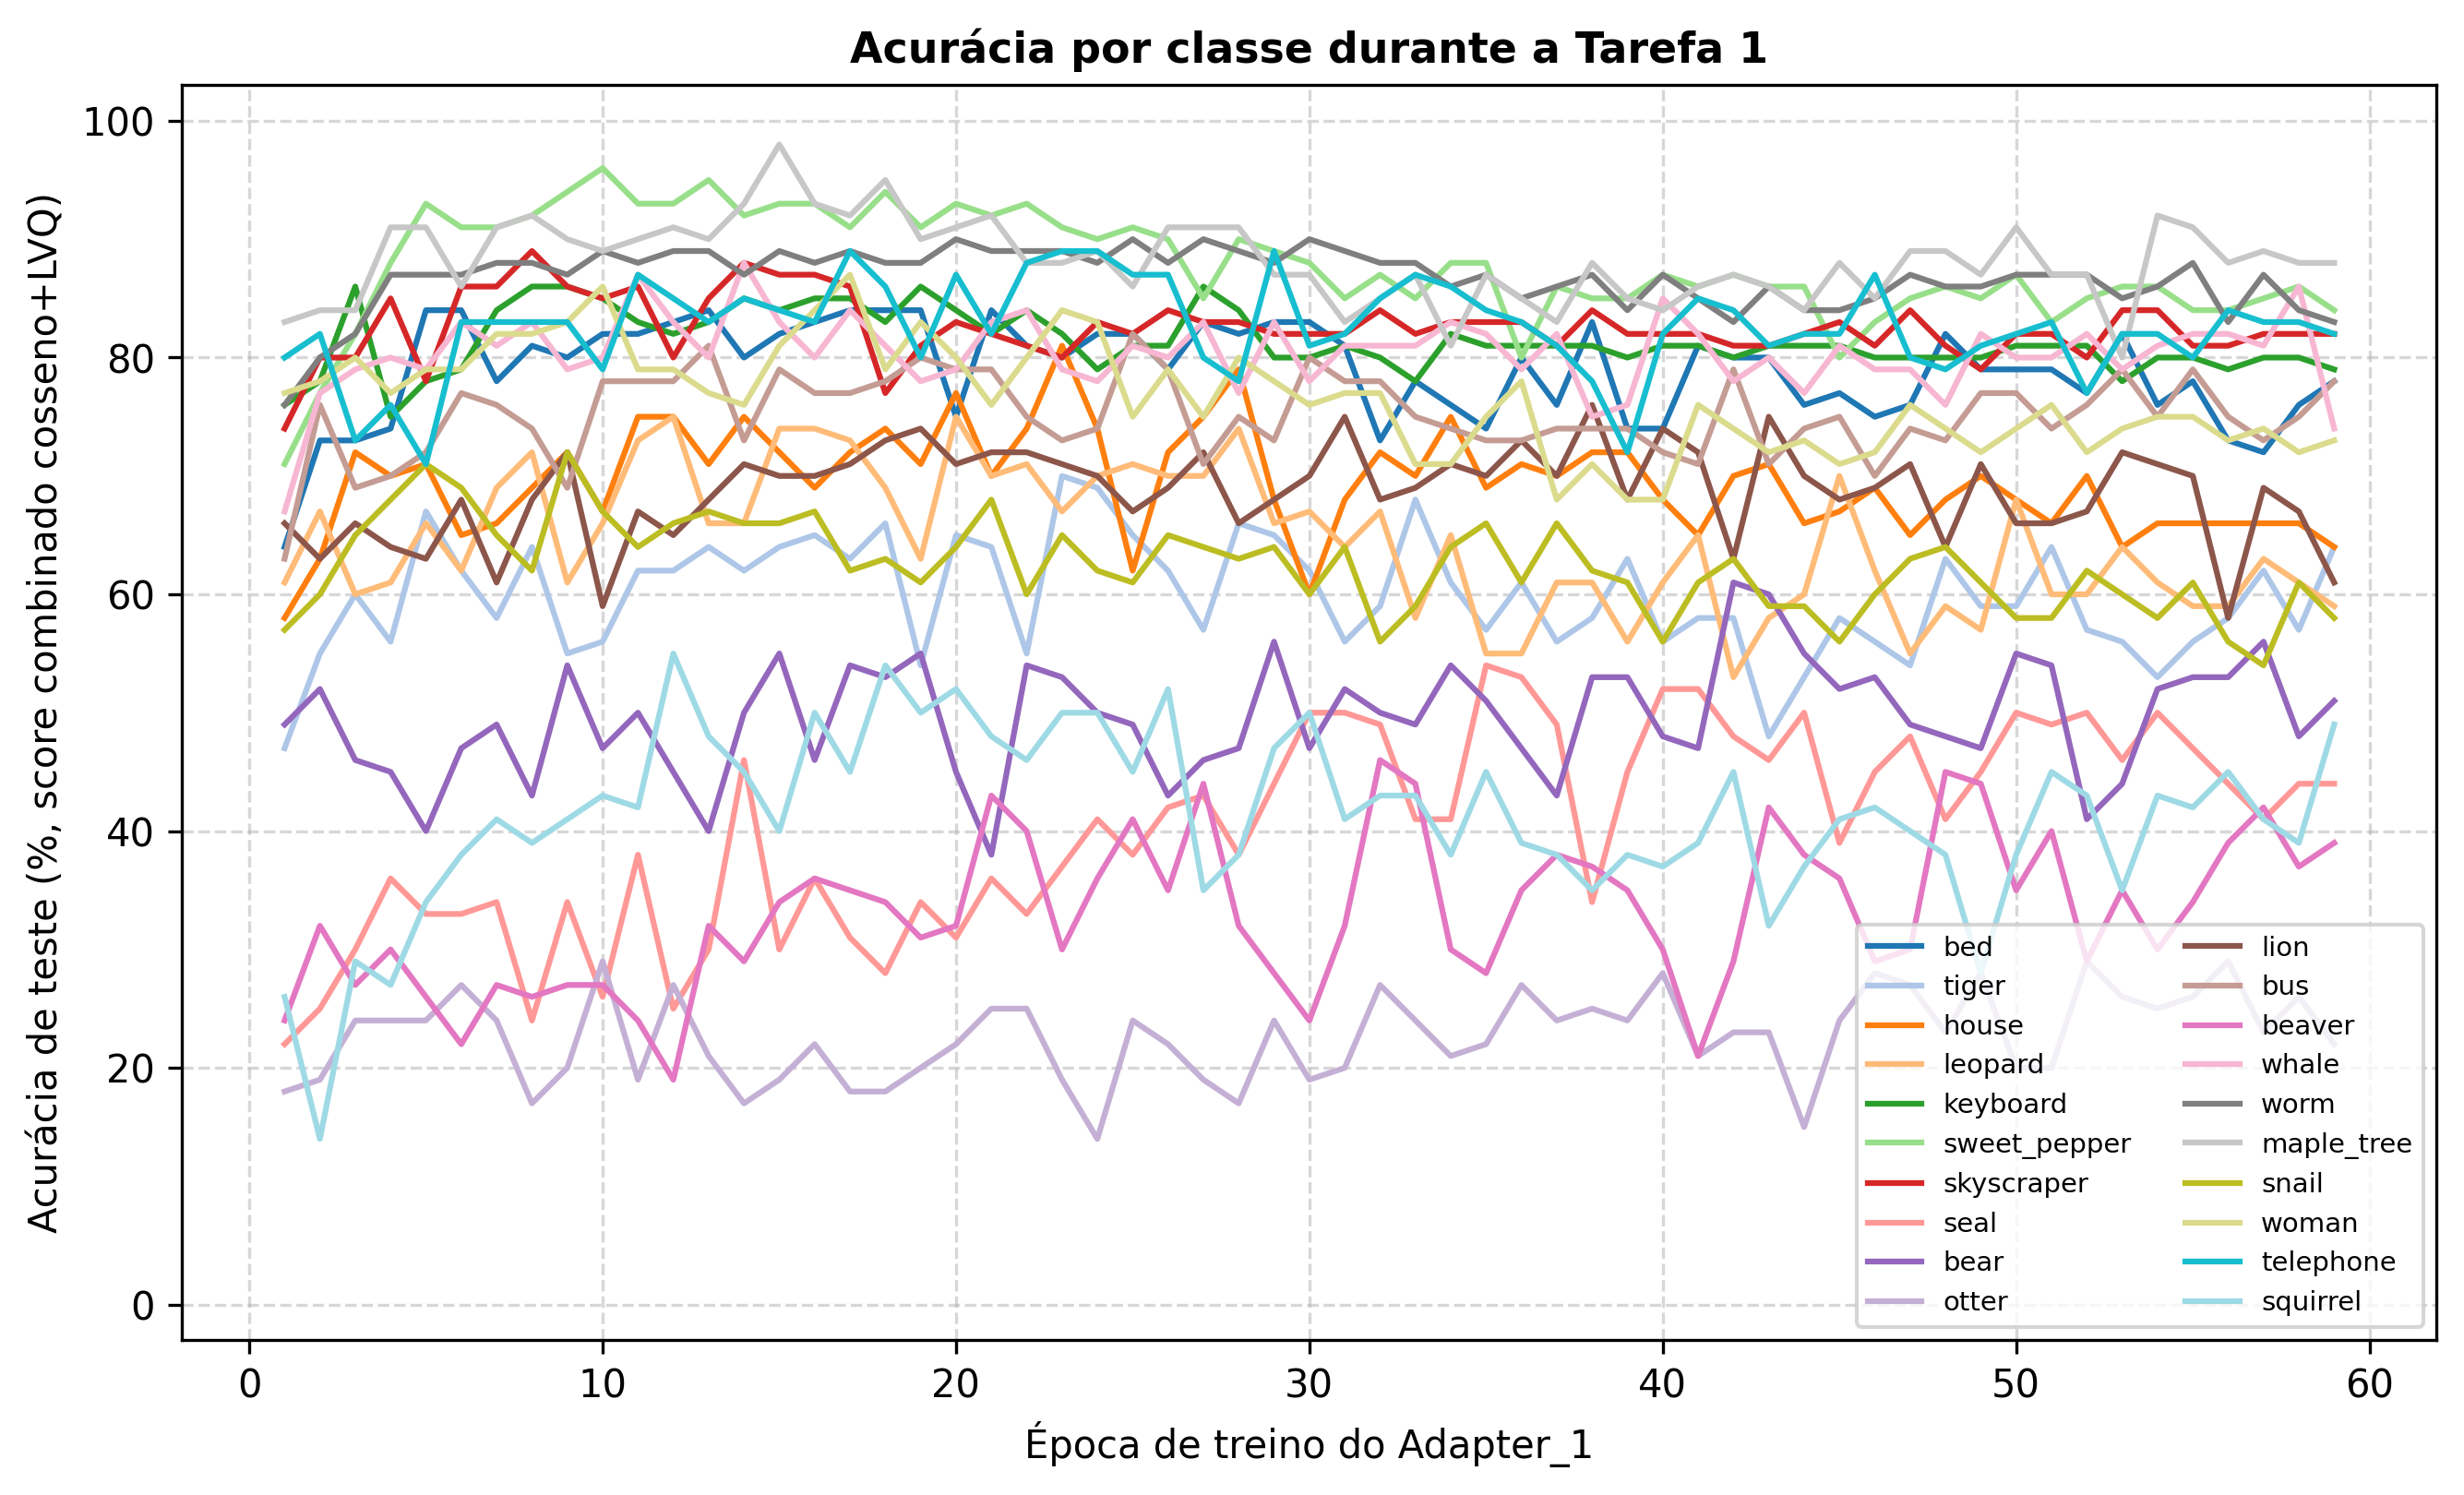 Acurácia por classe durante a Tarefa 1
Acurácia de teste (%, score combinado cosseno+LVQ)
100
80
60
40
20
0
0 10 20 30 40 50 60
Época de treino do Adapter_1
bed
tiger
house
leopard
keyboard
sweet_pepper
skyscraper
seal
bear
otter
lion
bus
beaver
whale
worm
maple_tree
snail
woman
telephone
squirrel